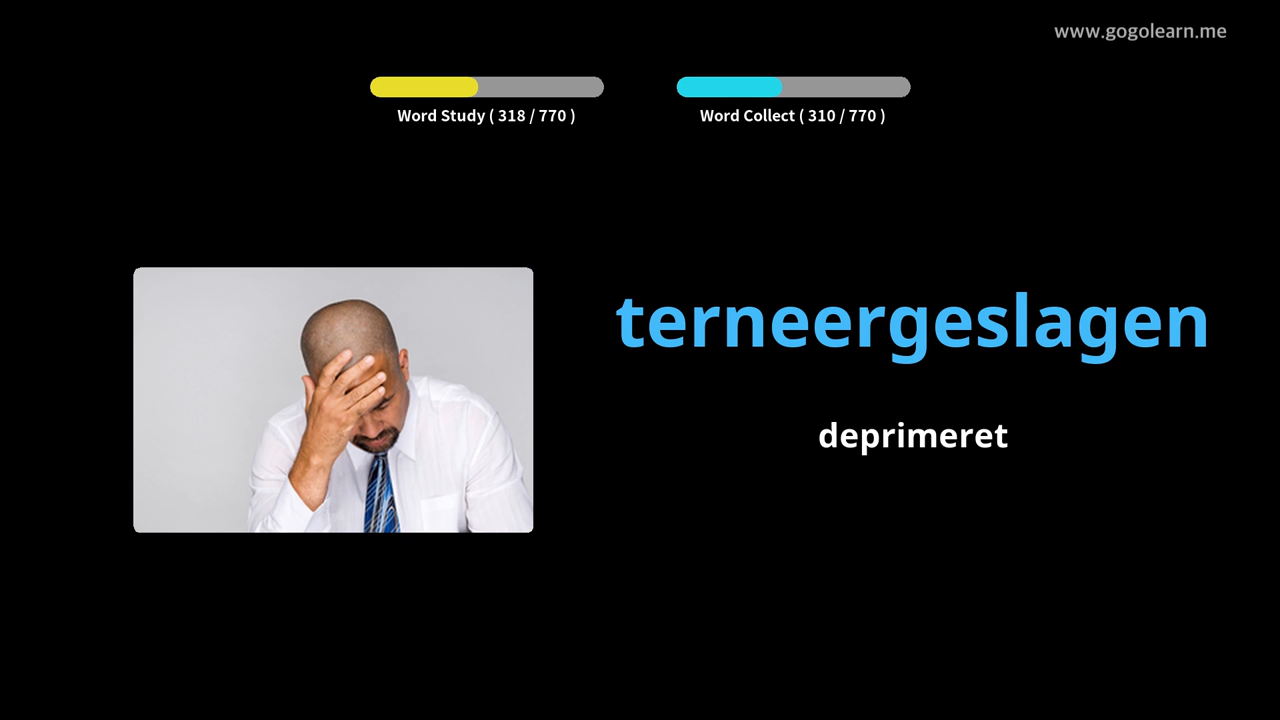 www.gogolearn.me
Word Study ( 318 / 770 )
Word Collect ( 310 / 770 )
terneergeslagen
deprimeret